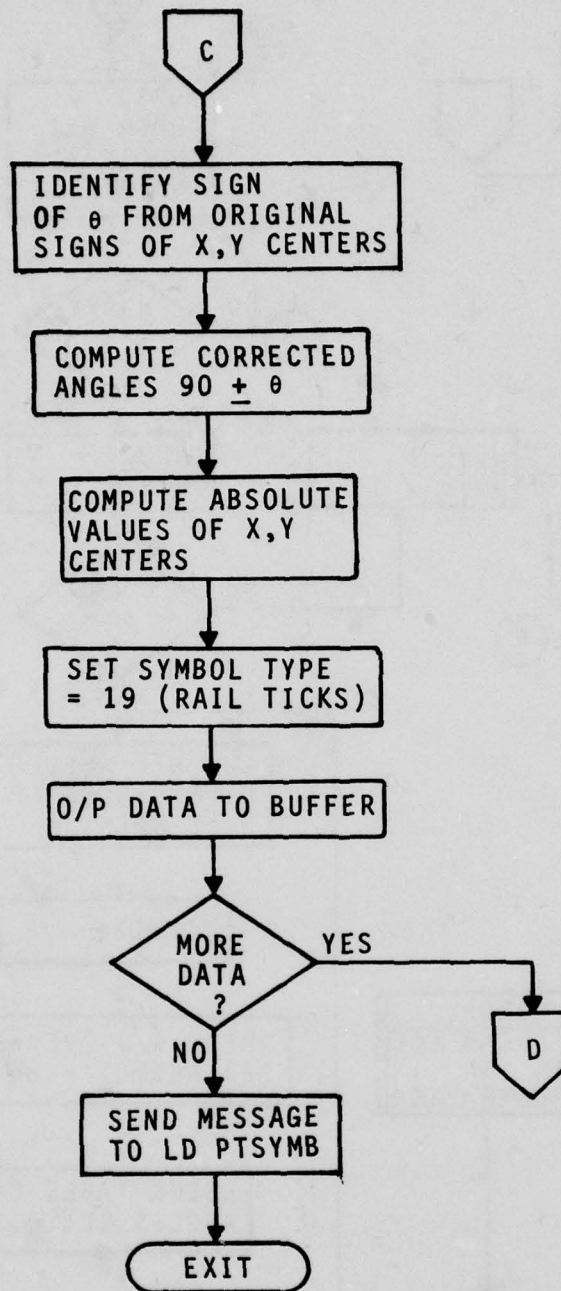 C
IDENTIFY SIGN
OF θ FROM ORIGINAL
SIGNS OF X,Y CENTERS
COMPUTE CORRECTED
ANGLES 90 ± θ
COMPUTE ABSOLUTE
VALUES OF X,Y
CENTERS
SET SYMBOL TYPE
= 19 (RAIL TICKS)
O/P DATA TO BUFFER
MORE
DATA
?
YES
D
NO
SEND MESSAGE
TO LD PTSYMB
EXIT